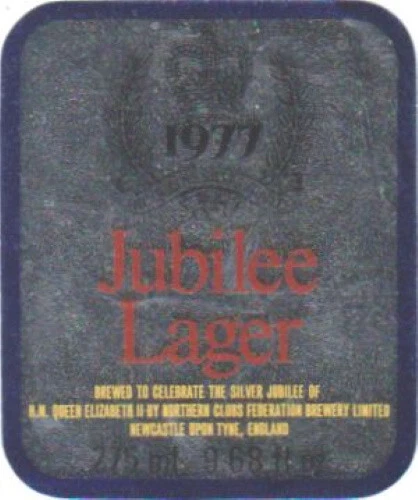 1977
Jubilee
Lager
BREWED TO CELEBRATE THE SILVER JUBILEE OF
H.M. QUEEN ELIZABETH II BY NORTHERN CLUBS FEDERATION BREWERY LIMITED
NEWCASTLE UPON TYNE, ENGLAND
275 ml 9.68 fl oz